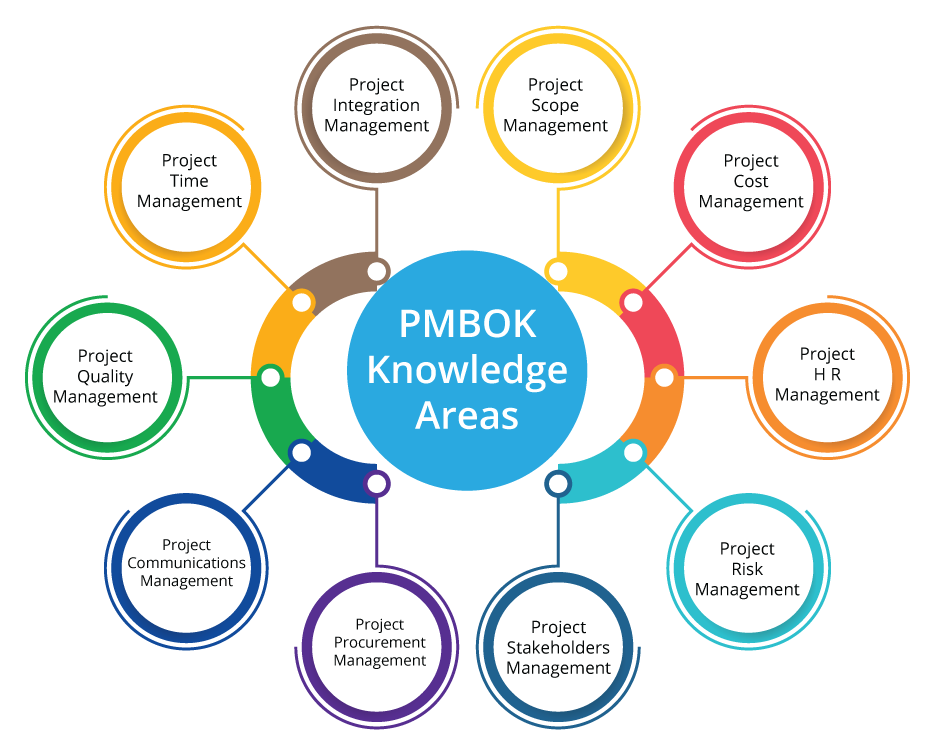 Project
Integration
Management
Project
Scope
Management
Project
Time
Management
Project
Cost
Management
PMBOK
Knowledge
Areas
Project
Quality
Management
Project
H R
Management
Project
Communications
Management
Project
Risk
Management
Project
Procurement
Management
Project
Stakeholders
Management